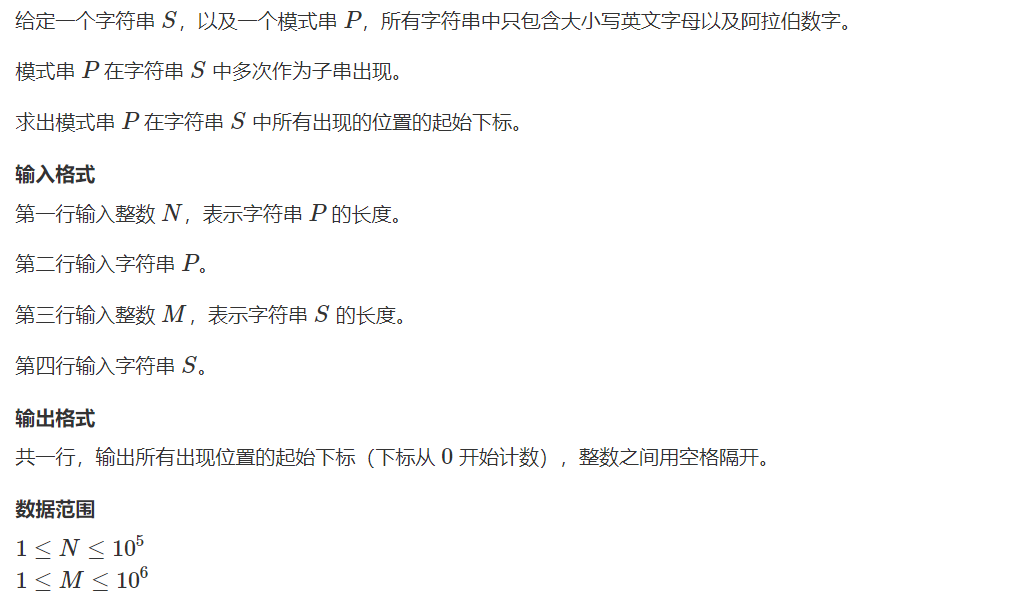 给定一个字符串 S，以及一个模式串 P，所有字符串中只包含大小写英文字母以及阿拉伯数字。
模式串 P 在字符串 S 中多次作为子串出现。
求出模式串 P 在字符串 S 中所有出现的位置的起始下标。
输入格式
第一行输入整数 N，表示字符串 P 的长度。
第二行输入字符串 P。
第三行输入整数 M，表示字符串 S 的长度。
第四行输入字符串 S。
输出格式
共一行，输出所有出现位置的起始下标（下标从 0 开始计数），整数之间用空格隔开。
数据范围
1 ≤ N ≤ 10^5
1 ≤ M ≤ 10^6